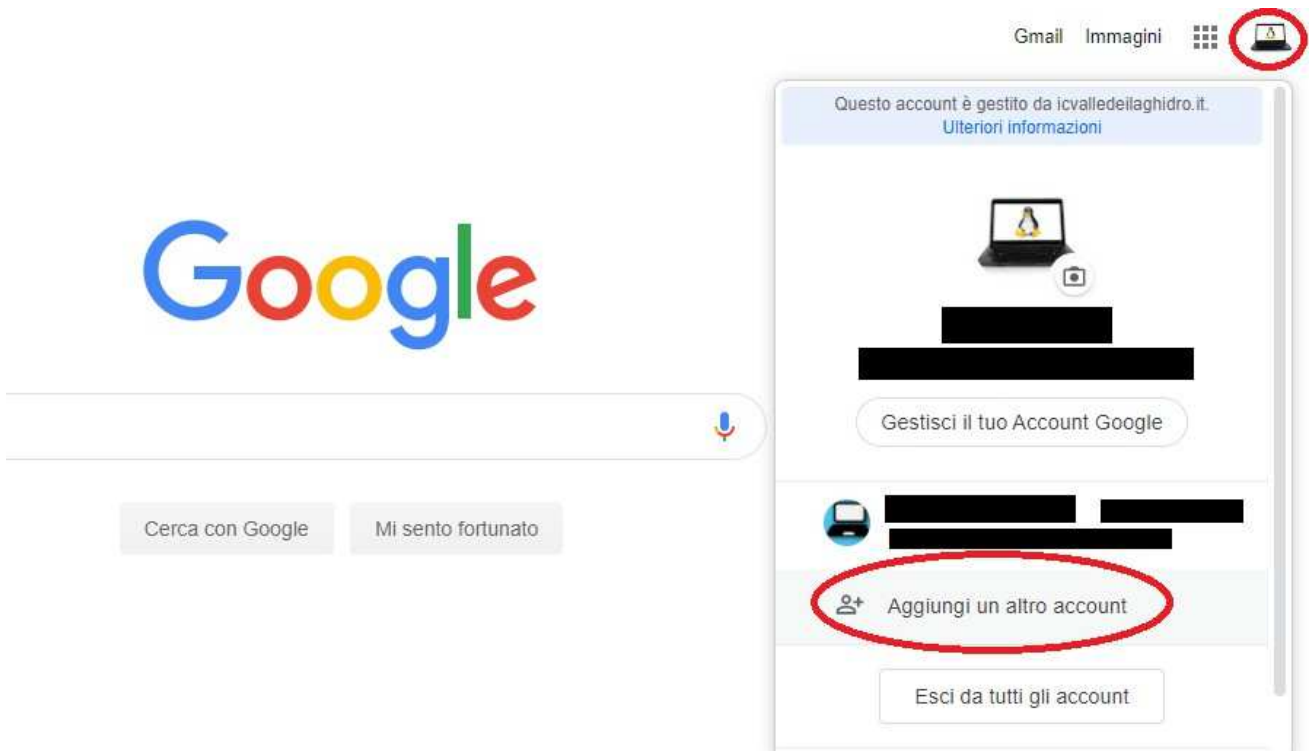 Gmail Immagini
Questo account è gestito da icvalledeilaghidro.it.
Ulteriori informazioni
Google
Gestisci il tuo Account Google
Cerca con Google Mi sento fortunato
Aggiungi un altro account
Esci da tutti gli account